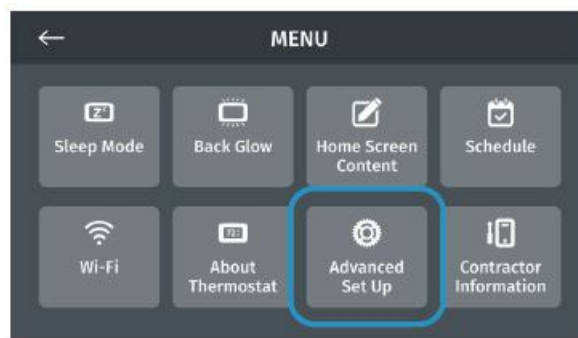 MENU
Sleep Mode
Back Glow
Home Screen
Content
Schedule
Wi-Fi
About
Thermostat
Advanced
Set Up
Contractor
Information